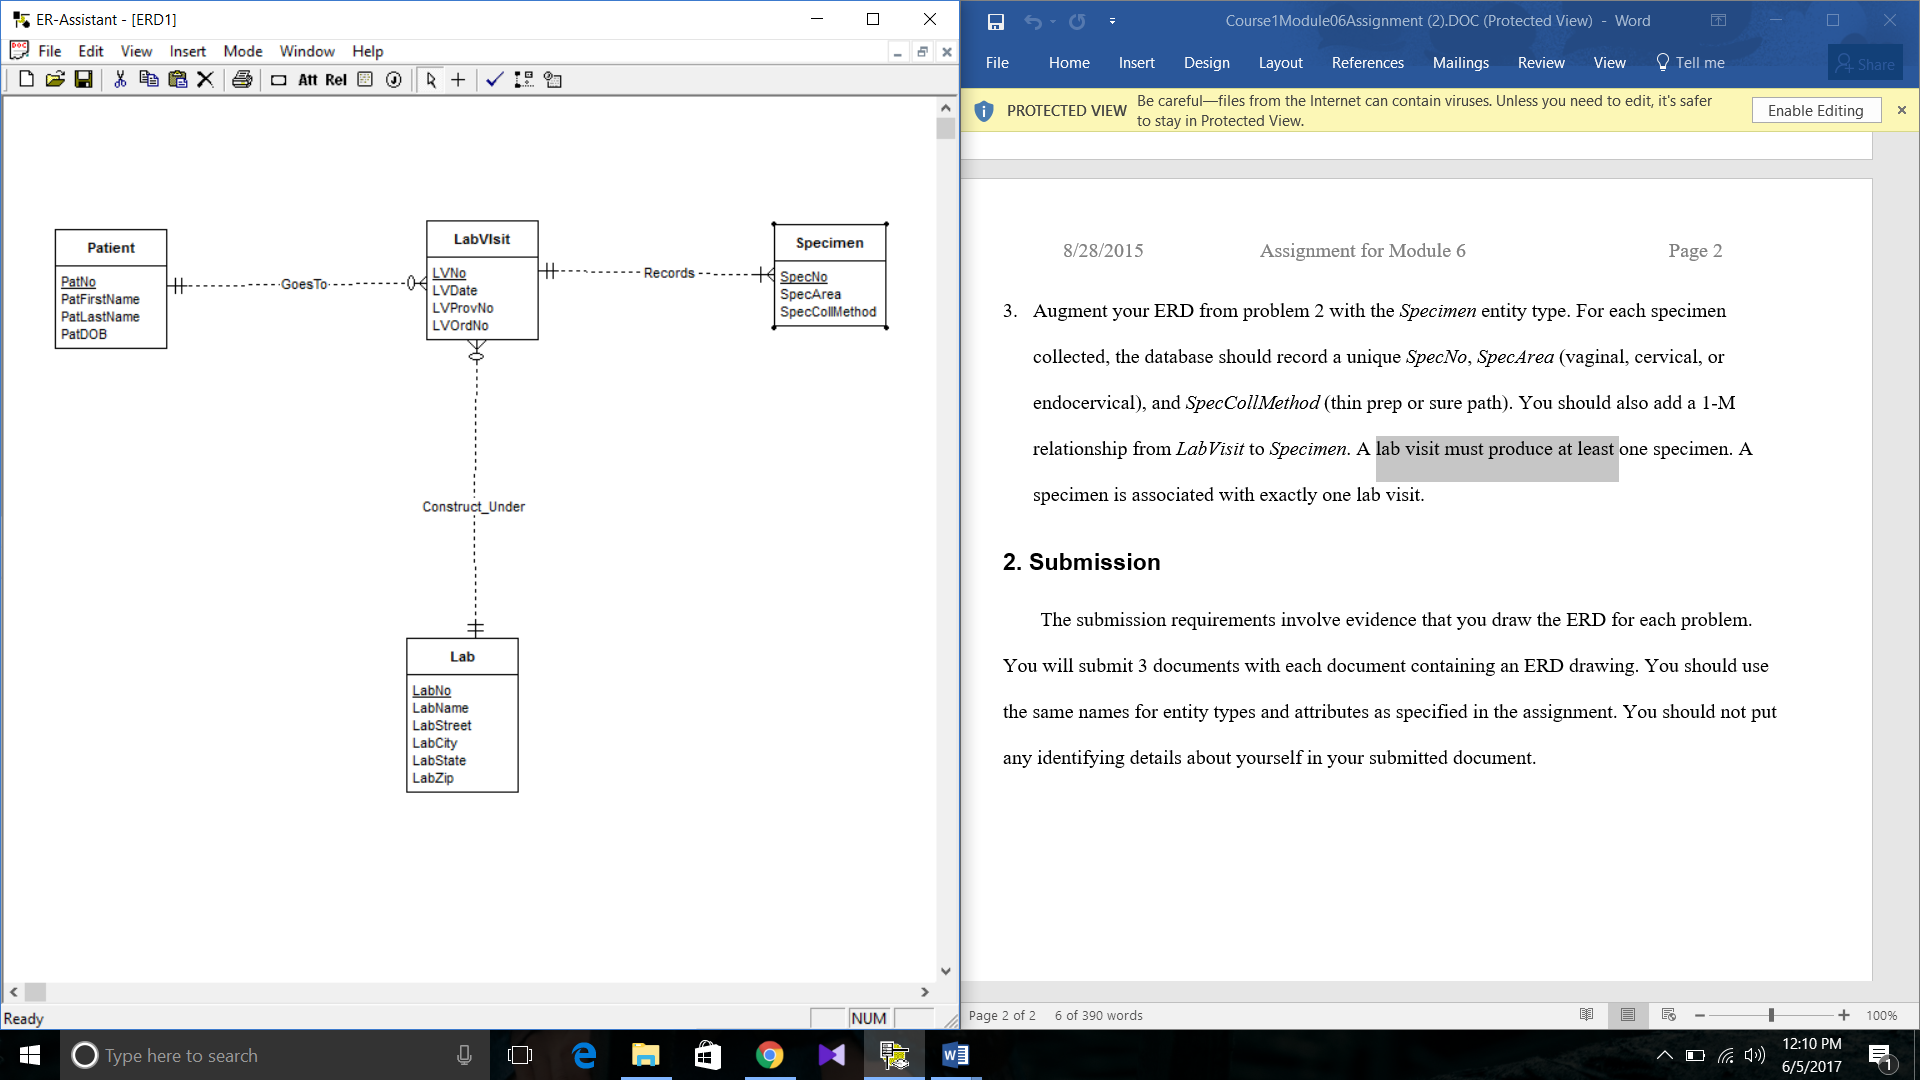 ER-Assistant - [ERD1]
File Edit View Insert Mode Window Help
Att Rel
Patient
PatNo
PatFirstName
PatLastName
PatDOB
GoesTo
LabVIsit
LVNo
LVDate
LVProvNo
LVOrdNo
Records
Specimen
SpecNo
SpecArea
SpecCollMethod
Construct_Under
Lab
LabNo
LabName
LabStreet
LabCity
LabState
LabZip
Ready
NUM
Course1Module06Assignment (2).DOC (Protected View) - Word
File Home Insert Design Layout References Mailings Review View Tell me Share
PROTECTED VIEW Be careful—files from the Internet can contain viruses. Unless you need to edit, it's safer
to stay in Protected View.
Enable Editing
8/28/2015 Assignment for Module 6 Page 2
3. Augment your ERD from problem 2 with the Specimen entity type. For each specimen
collected, the database should record a unique SpecNo, SpecArea (vaginal, cervical, or
endocervical), and SpecCollMethod (thin prep or sure path). You should also add a 1-M
relationship from LabVisit to Specimen. A lab visit must produce at least one specimen. A
specimen is associated with exactly one lab visit.
2. Submission
The submission requirements involve evidence that you draw the ERD for each problem.
You will submit 3 documents with each document containing an ERD drawing. You should use
the same names for entity types and attributes as specified in the assignment. You should not put
any identifying details about yourself in your submitted document.
Page 2 of 2 6 of 390 words
100%
Type here to search
12:10 PM
6/5/2017
1